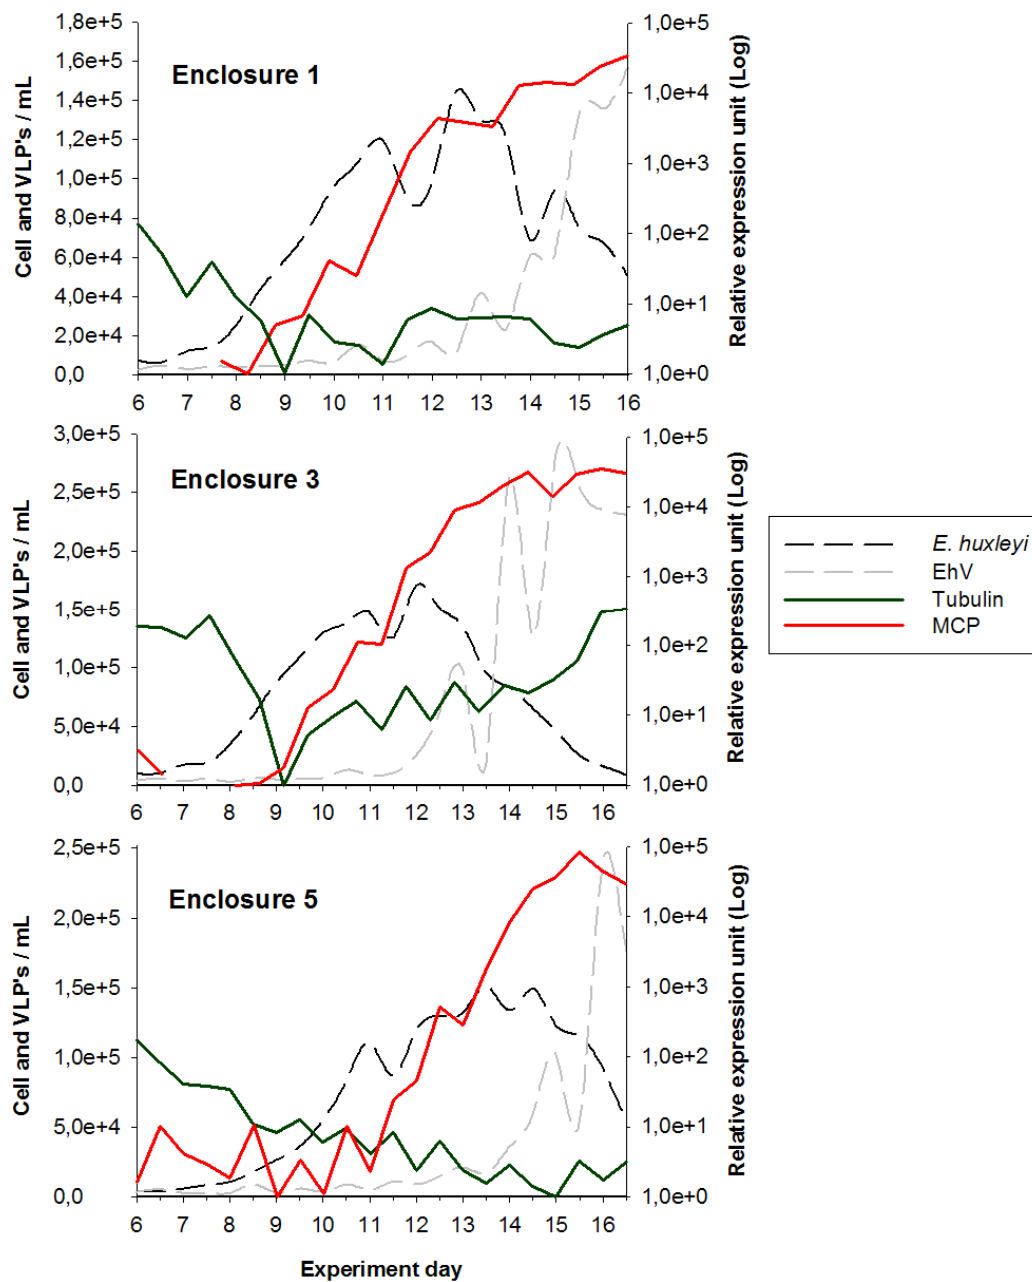 Enclosure 1
Cell and VLP's / mL
1,8e+5
1,6e+5
1,4e+5
1,2e+5
1,0e+5
8,0e+4
6,0e+4
4,0e+4
2,0e+4
0,0
6 7 8 9 10 11 12 13 14 15 16
1,0e+5
1,0e+4
1,0e+3
1,0e+2
1,0e+1
1,0e+0
Relative expression unit (Log)
Enclosure 3
Cell and VLP's / mL
3,0e+5
2,5e+5
2,0e+5
1,5e+5
1,0e+5
5,0e+4
0,0
6 7 8 9 10 11 12 13 14 15 16
1,0e+5
1,0e+4
1,0e+3
1,0e+2
1,0e+1
1,0e+0
Relative expression unit (Log)
E. huxleyi
EhV
Tubulin
MCP
Enclosure 5
Cell and VLP's / mL
2,5e+5
2,0e+5
1,5e+5
1,0e+5
5,0e+4
0,0
6 7 8 9 10 11 12 13 14 15 16
1,0e+5
1,0e+4
1,0e+3
1,0e+2
1,0e+1
1,0e+0
Relative expression unit (Log)
Experiment day